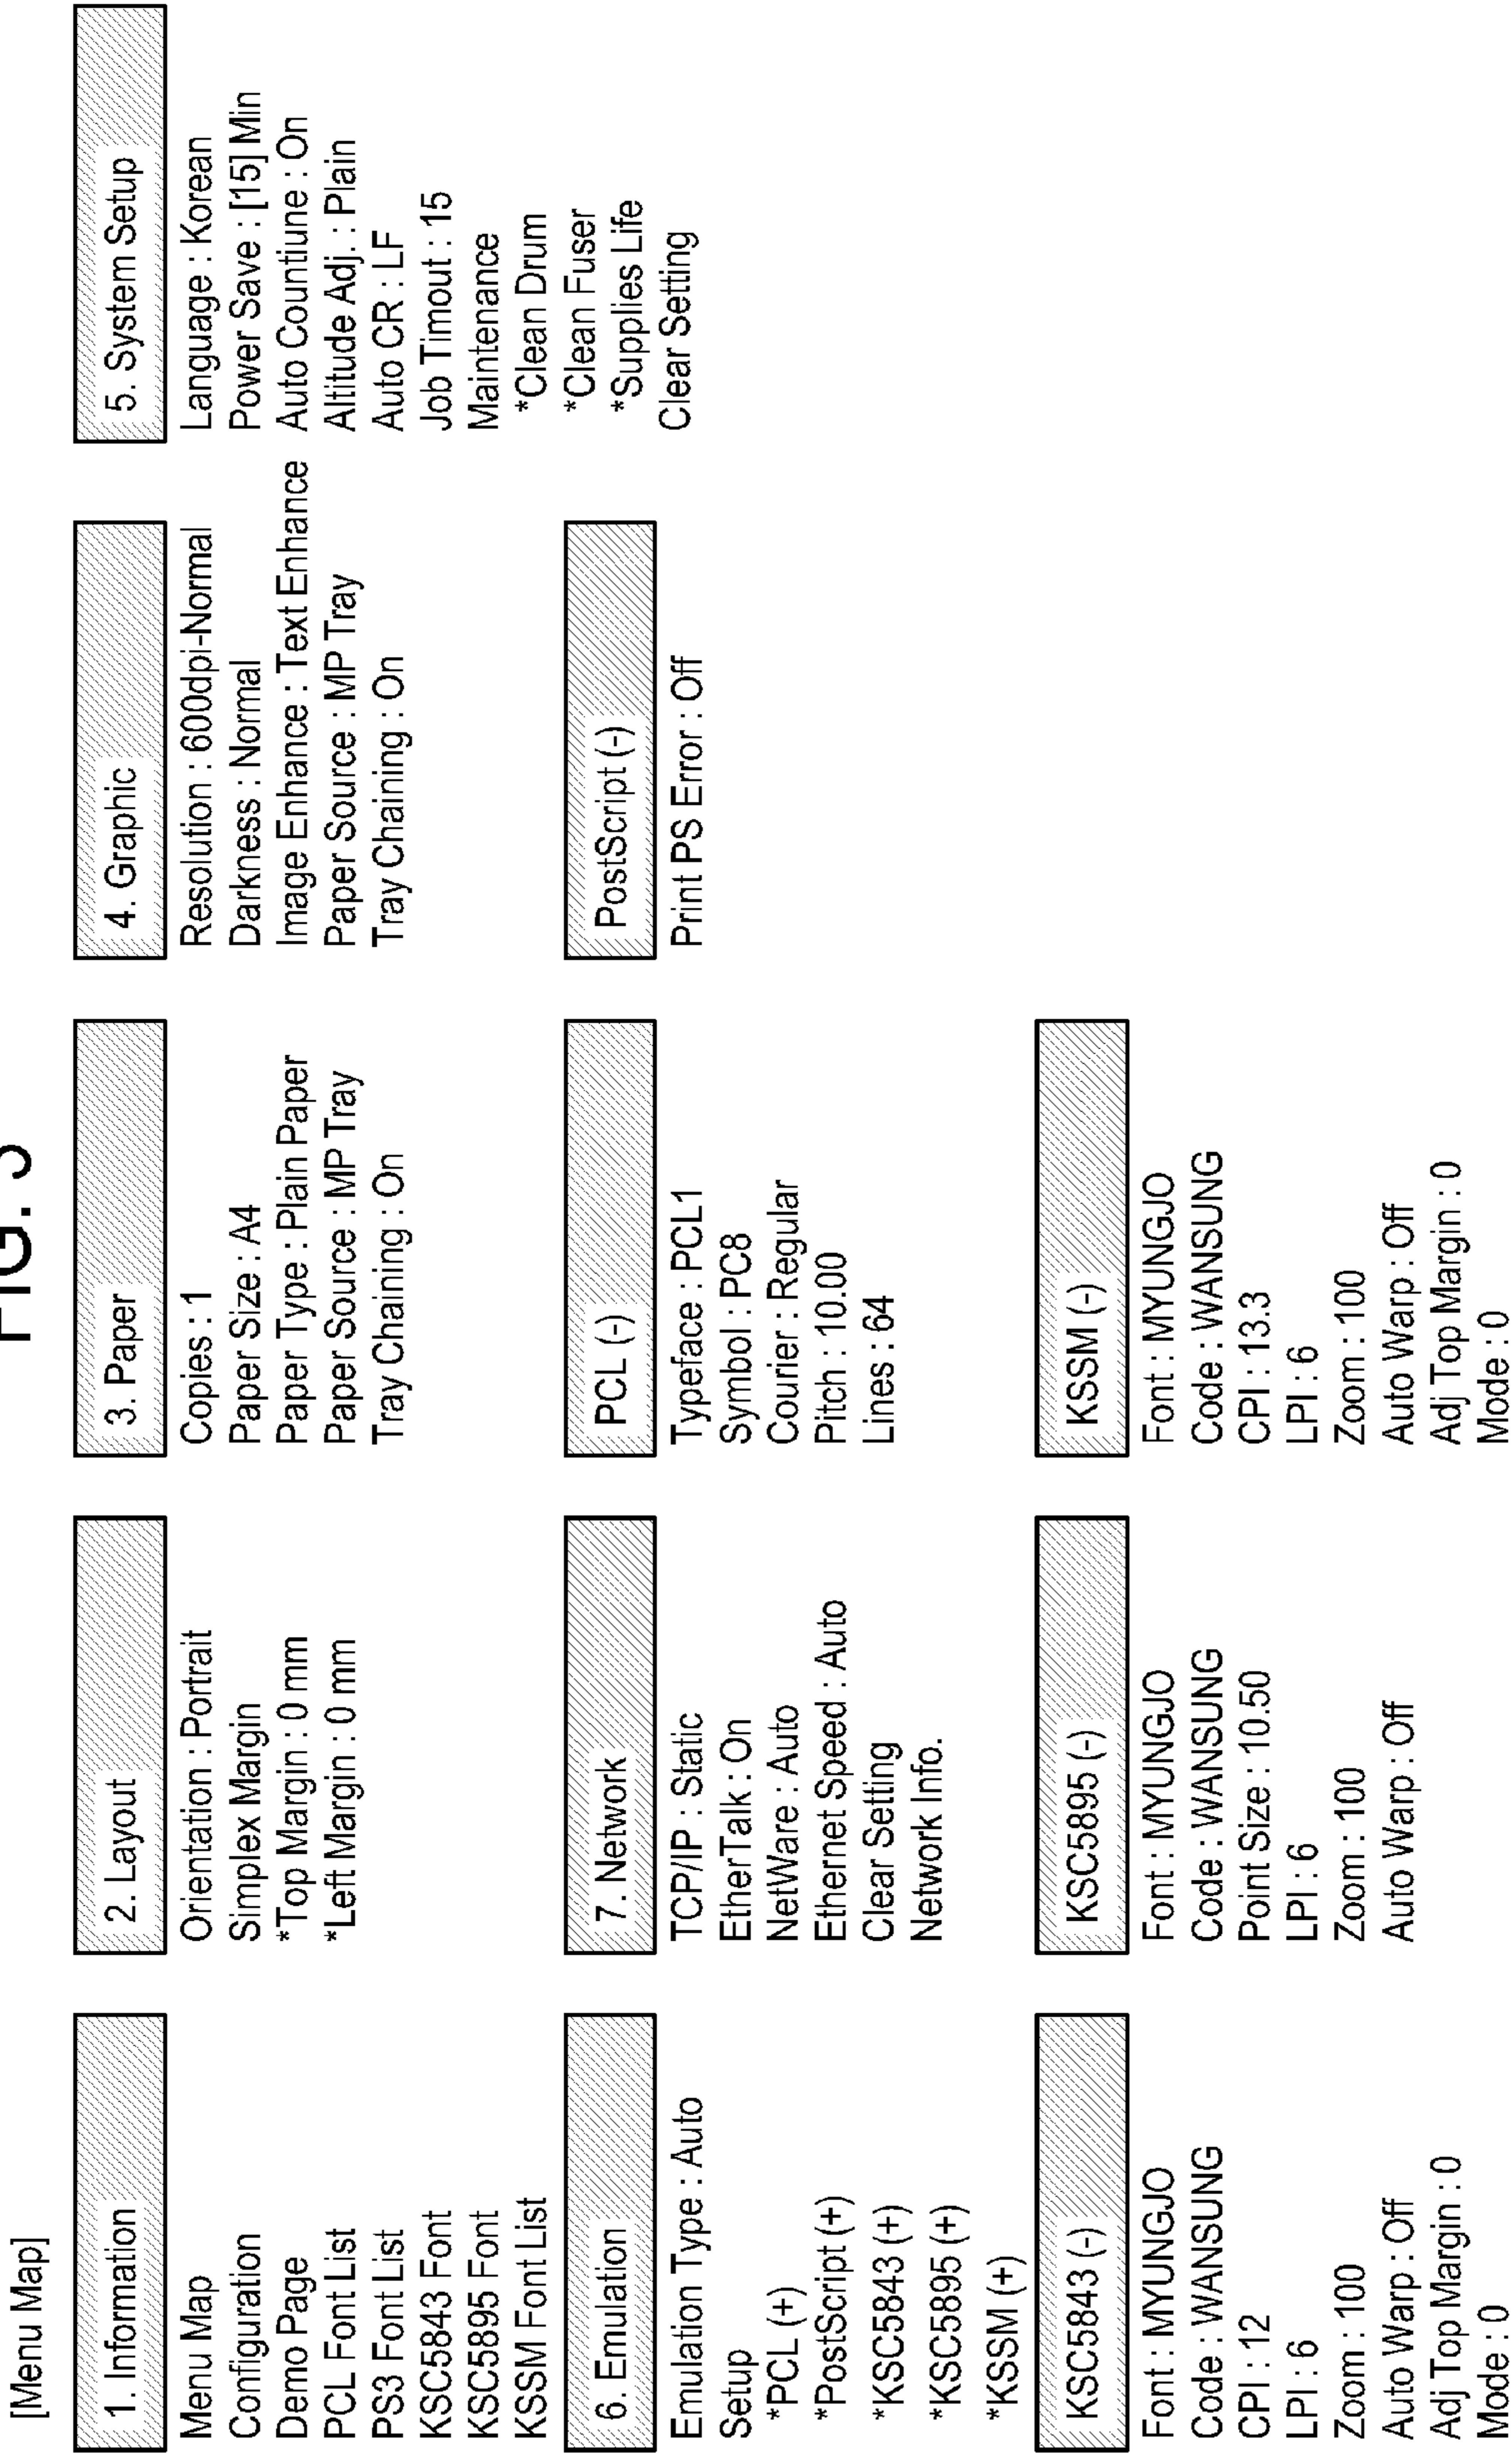 FIG. 3
[Menu Map]
1. Information
Menu Map
Configuration
Demo Page
PCL Font List
PS3 Font List
KSC5843 Font
KSC5895 Font
KSSM Font List
2. Layout
Orientation : Portrait
Simplex Margin
*Top Margin : 0 mm
*Left Margin : 0 mm
3. Paper
Copies : 1
Paper Size : A4
Paper Type : Plain Paper
Paper Source : MP Tray
Tray Chaining : On
4. Graphic
Resolution : 600dpi-Normal
Darkness : Normal
Image Enhance : Text Enhance
Paper Source : MP Tray
Tray Chaining : On
5. System Setup
Language : Korean
Power Save : [15] Min
Auto Countiune : On
Altitude Adj. : Plain
Auto CR : LF
Job Timout : 15
Maintenance
*Clean Drum
*Clean Fuser
*Supplies Life
Clear Setting
6. Emulation
Emulation Type : Auto
Setup
*PCL (+)
*PostScript (+)
*KSC5843 (+)
*KSC5895 (+)
*KSSM (+)
7. Network
TCP/IP : Static
EtherTalk : On
NetWare : Auto
Ethernet Speed : Auto
Clear Setting
Network Info.
PCL (-)
Typeface : PCL1
Symbol : PC8
Courier : Regular
Pitch : 10.00
Lines : 64
PostScript (-)
Print PS Error : Off
KSC5843 (-)
Font : MYUNGJO
Code : WANSUNG
CPI : 12
LPI : 6
Zoom : 100
Auto Warp : Off
Adj Top Margin : 0
Mode : 0
KSC5895 (-)
Font : MYUNGJO
Code : WANSUNG
Point Size : 10.50
LPI : 6
Zoom : 100
Auto Warp : Off
KSSM (-)
Font : MYUNGJO
Code : WANSUNG
CPI : 13.3
LPI : 6
Zoom : 100
Auto Warp : Off
Adj Top Margin : 0
Mode : 0